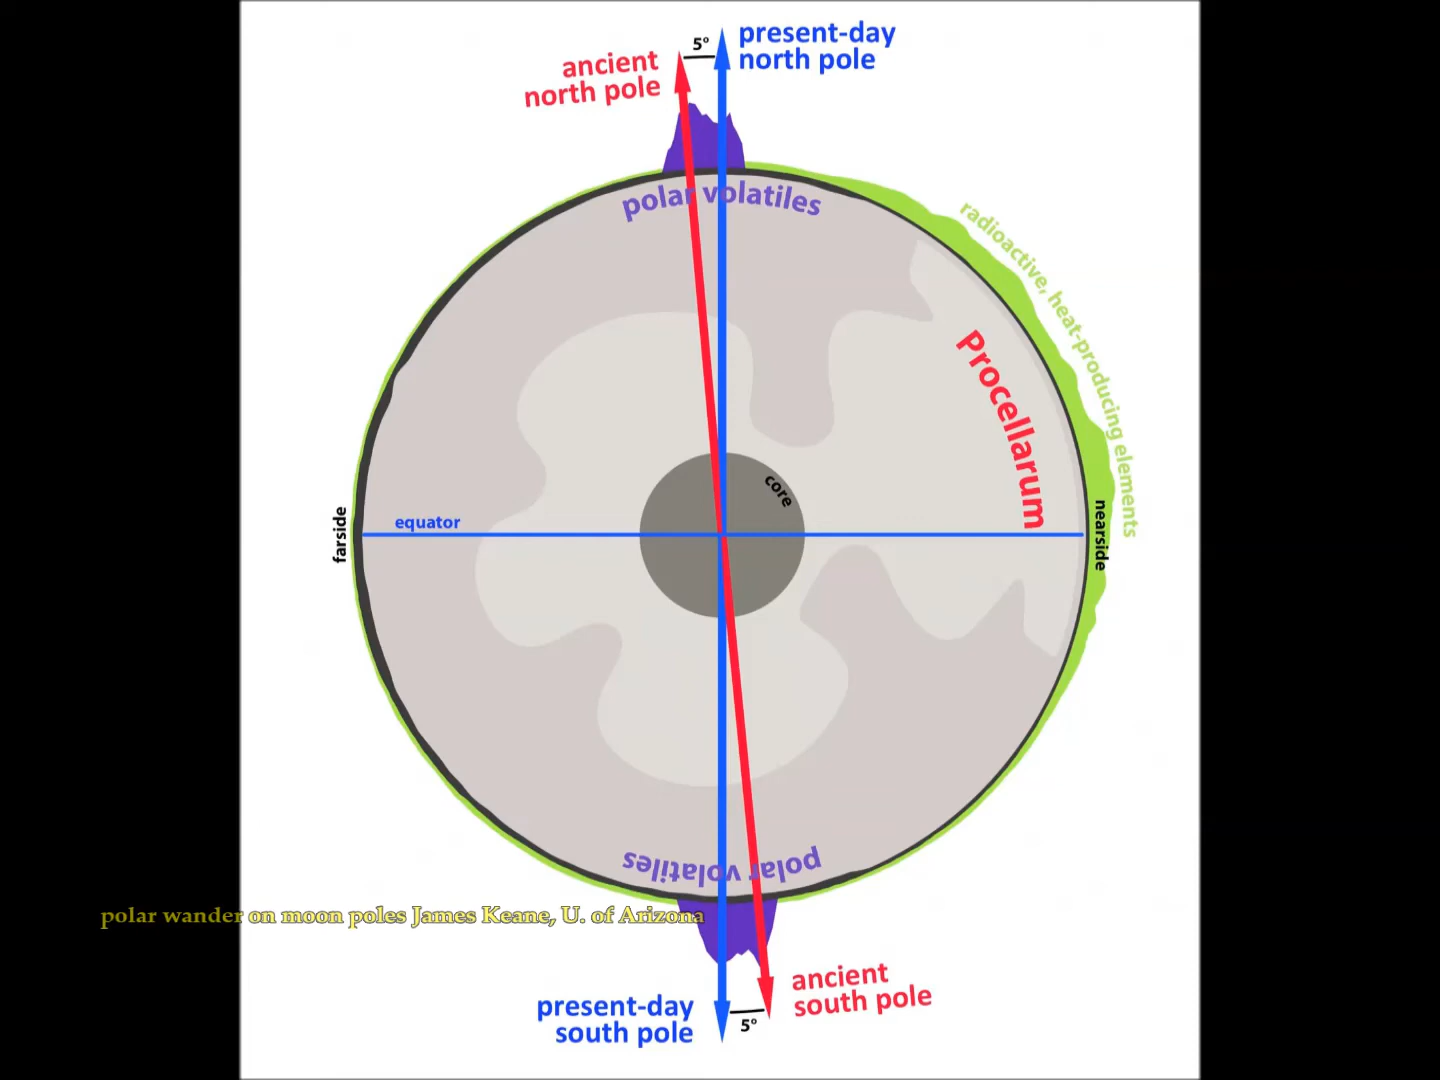 5°
present-day
north pole
ancient
north pole
polar volatiles
radioactive, heat-producing elements
Procellarum
core
equator
farside
nearside
polar volatiles
polar wander on moon poles James Keane, U. of Arizona
ancient
south pole
present-day
south pole
5°